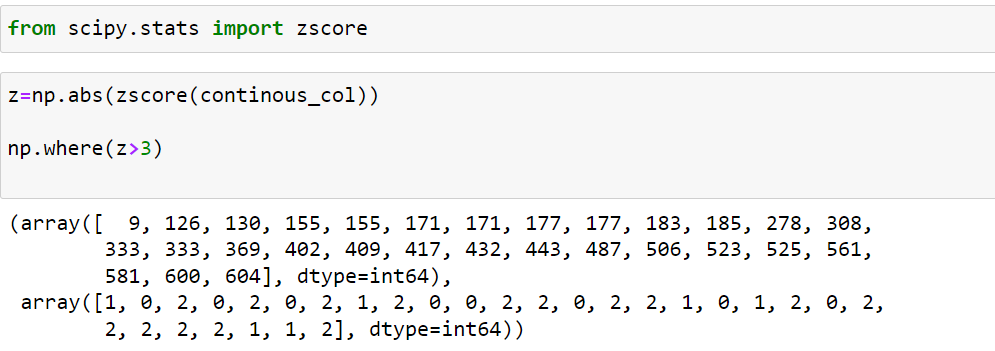 from scipy.stats import zscore
z=np.abs(zscore(continous_col))
np.where(z>3)
(array([  9, 126, 130, 155, 155, 171, 171, 177, 177, 183, 185, 278, 308,
333, 333, 369, 402, 409, 417, 432, 443, 487, 506, 523, 525, 561,
581, 600, 604], dtype=int64),
array([1, 0, 2, 0, 2, 0, 2, 1, 2, 0, 0, 2, 2, 0, 2, 2, 1, 0, 1, 2, 0, 2,
2, 2, 2, 2, 1, 1, 2], dtype=int64))